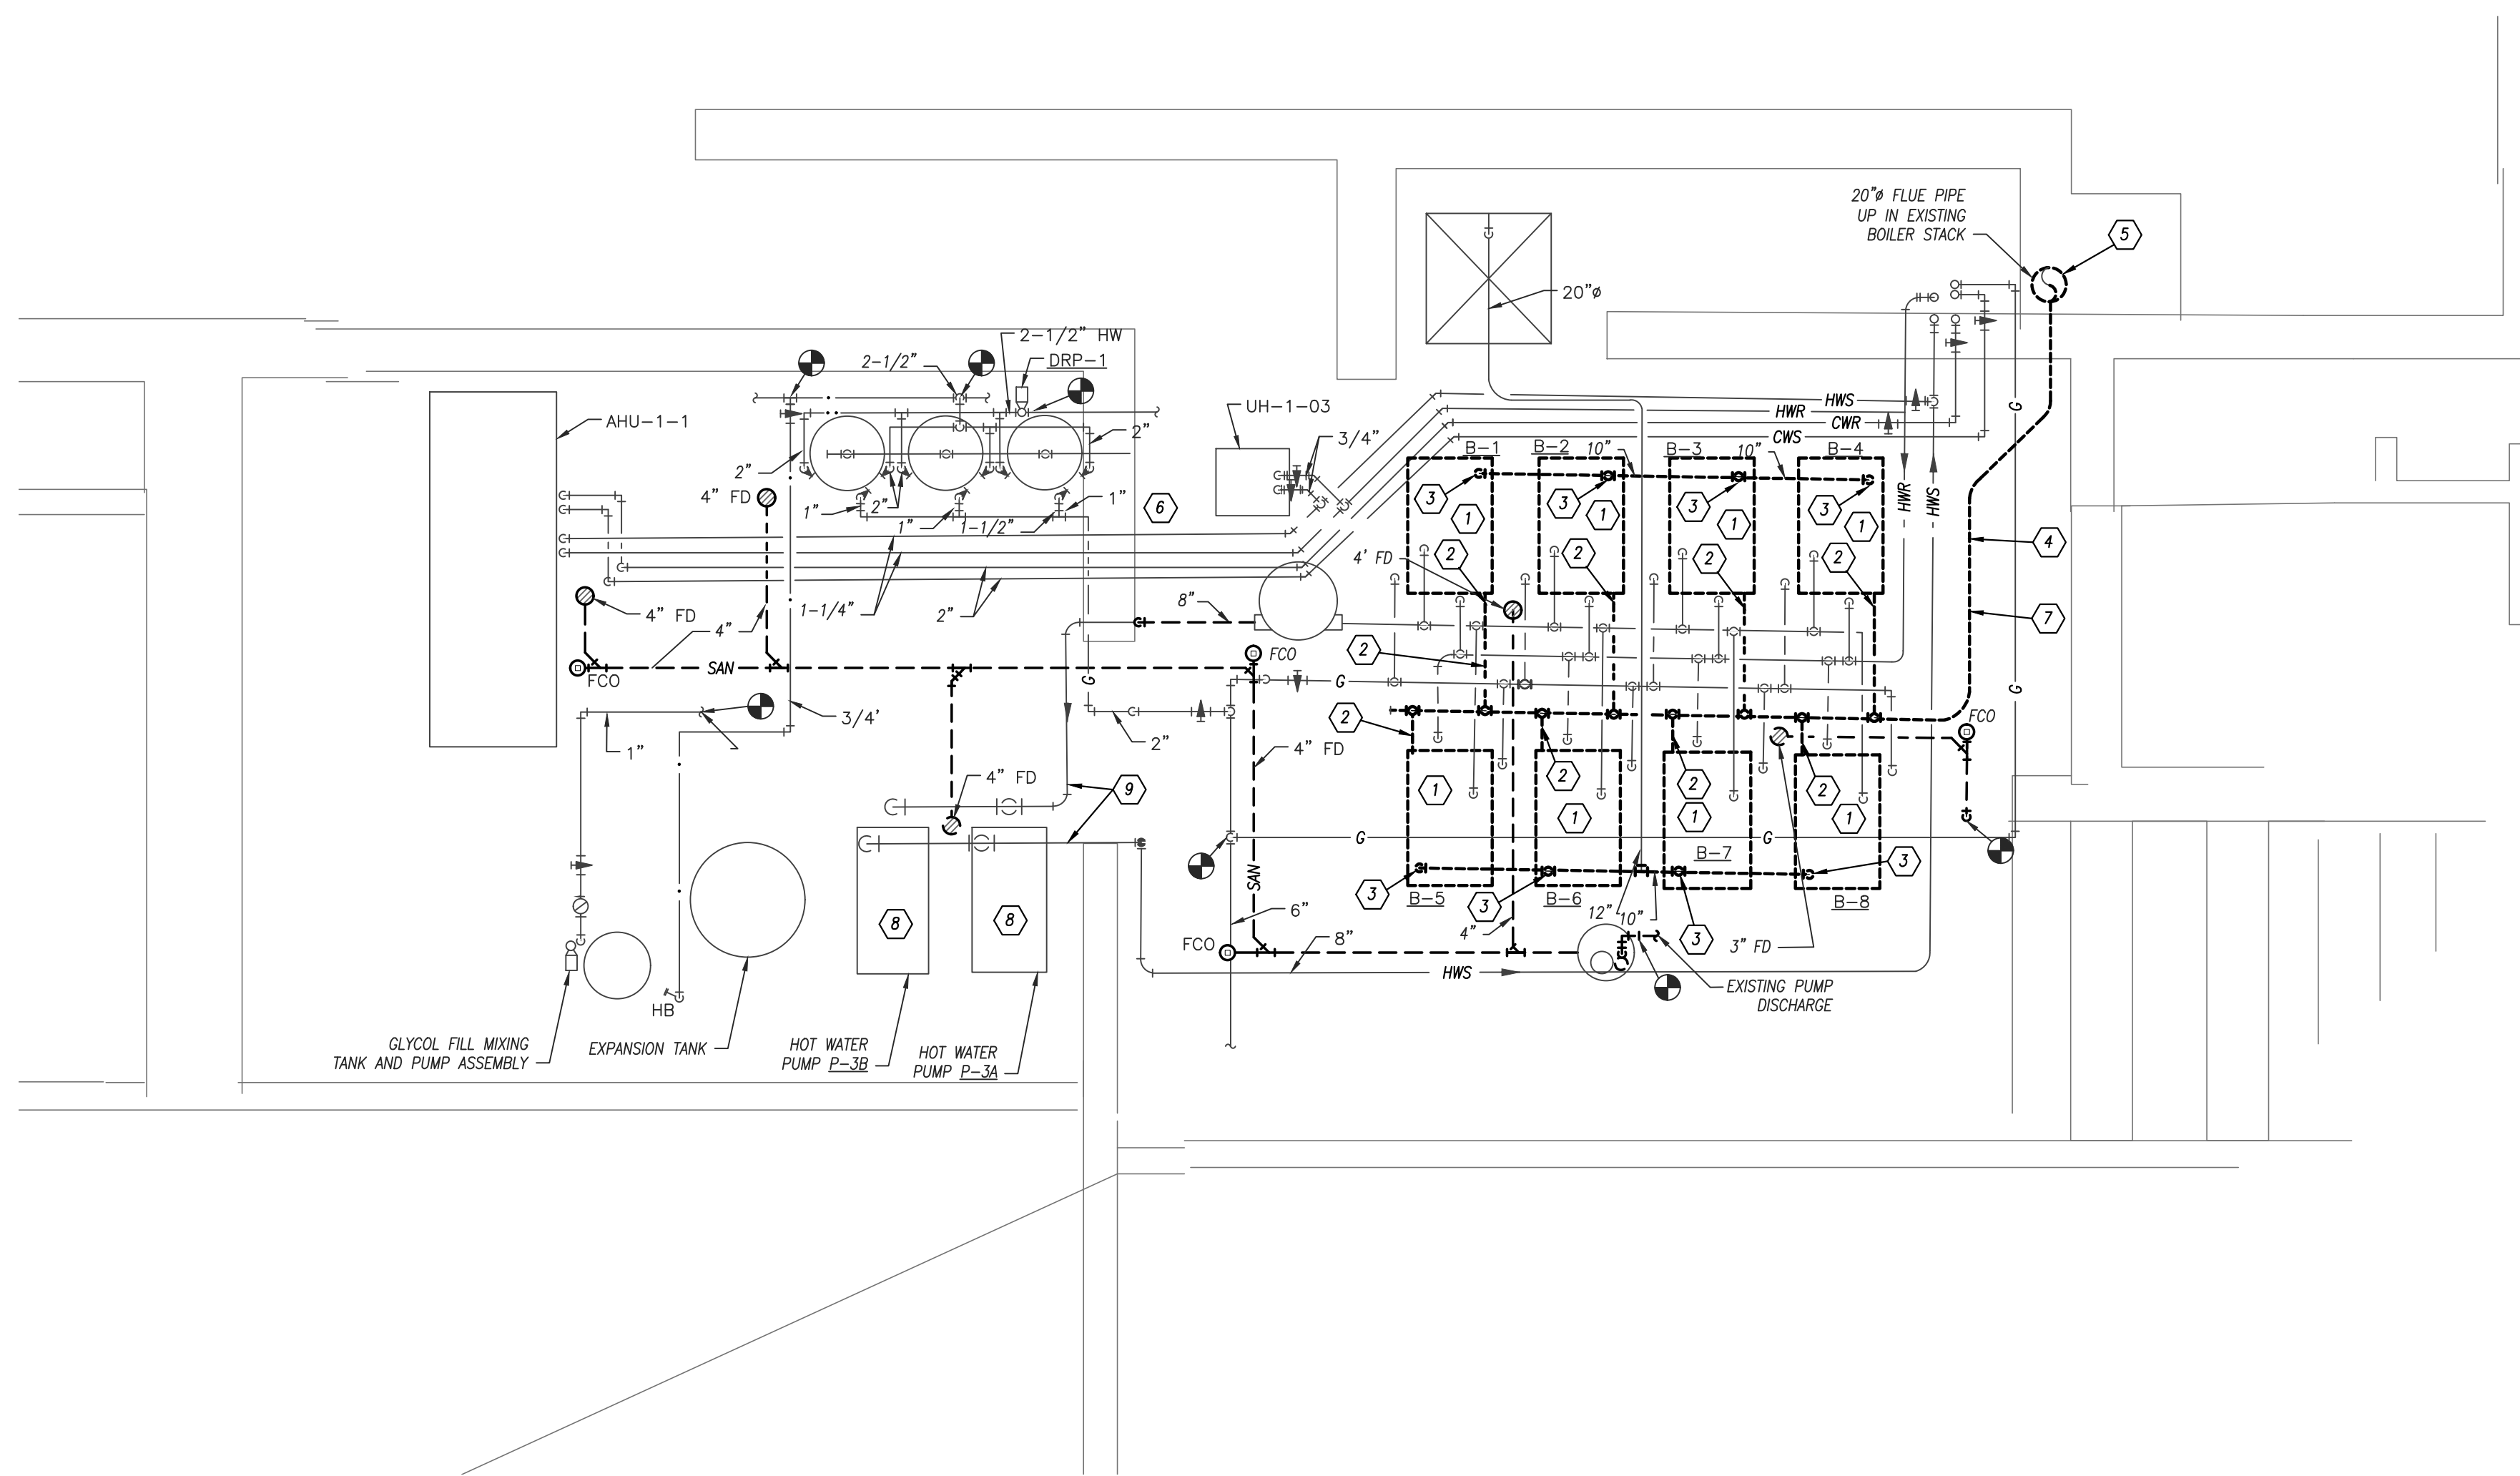 20"ø FLUE PIPE
UP IN EXISTING
BOILER STACK
5
20"ø
2-1/2" HW
2-1/2"
DRP-1
AHU-1-1
UH-1-03
3/4"
2"
2"
4" FD
1"
2"
1"
1-1/2"
1"
6
HWS
HWR
CWR
CWS
G
B-1
B-2
10"
B-3
10"
B-4
3
1
3
1
3
1
3
1
HWR
HWS
2
2
2
2
4
4' FD
1-1/4"
2"
8"
4" FD
4"
7
SAN
FCO
FCO
2
G
G
G
3/4'
1"
2"
2
FCO
4" FD
4" FD
9
1
2
1
2
1
2
1
G
G
B-7
3
8
8
SAN
3
B-5
3
B-6
B-8
6"
12"
10"
4"
3
3" FD
FCO
8"
HWS
EXISTING PUMP
DISCHARGE
HB
GLYCOL FILL MIXING
TANK AND PUMP ASSEMBLY
EXPANSION TANK
HOT WATER
PUMP P-3B
HOT WATER
PUMP P-3A